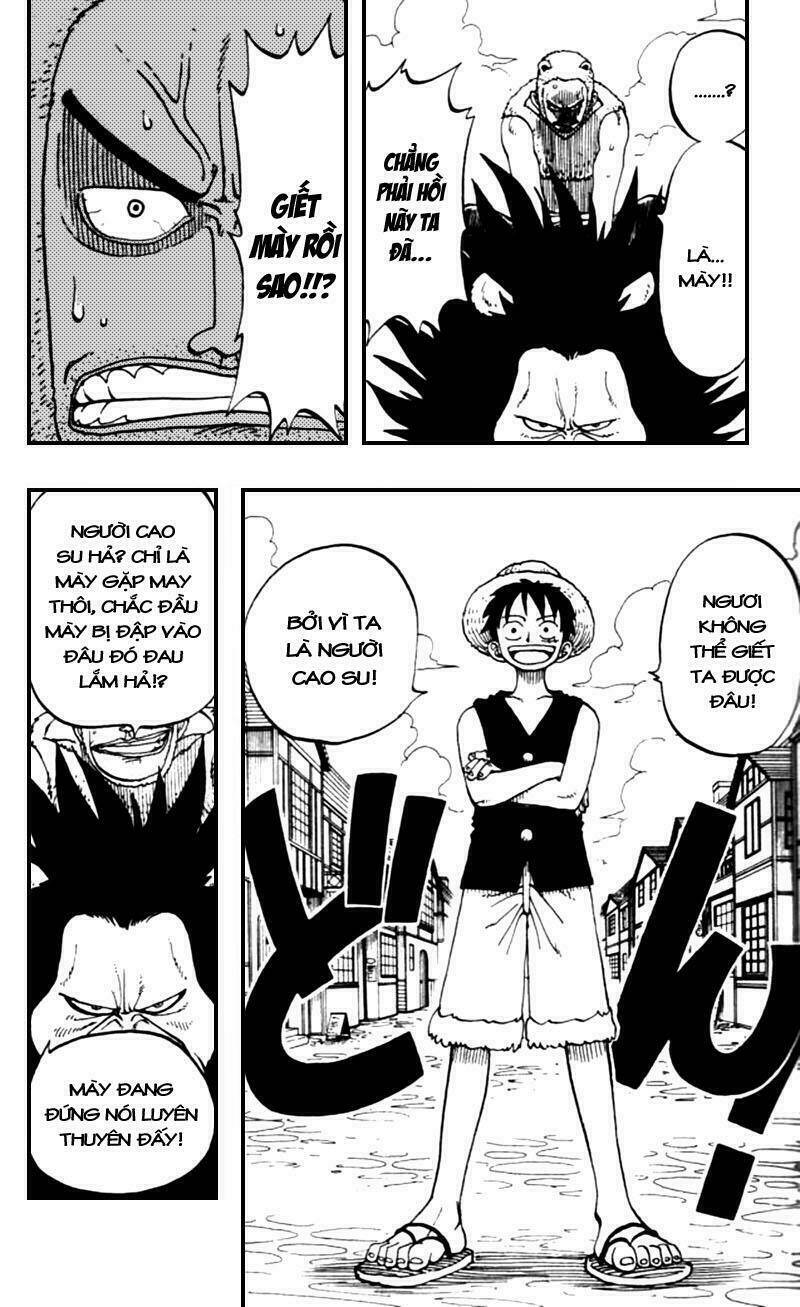 .......?
LÀ...
MÀY!!
CHẲNG
PHẢI HỒI
NÃY TA
ĐÃ...
GIẾT
MÀY RỒI
SAO!!?
NGƯƠI
KHÔNG
THỂ GIẾT
TA ĐƯỢC
ĐÂU!
BỞI VÌ TA
LÀ NGƯỜI
CAO SU!
どん!
NGƯỜI CAO
SU HẢ? CHỈ LÀ
MÀY GẶP MAY
THÔI, CHẮC ĐẦU
MÀY BỊ ĐẬP VÀO
ĐÂU ĐÓ ĐAU
LẮM HẢ!?
MÀY ĐANG
ĐỨNG NÓI LUYÊN
THUYÊN ĐẤY!